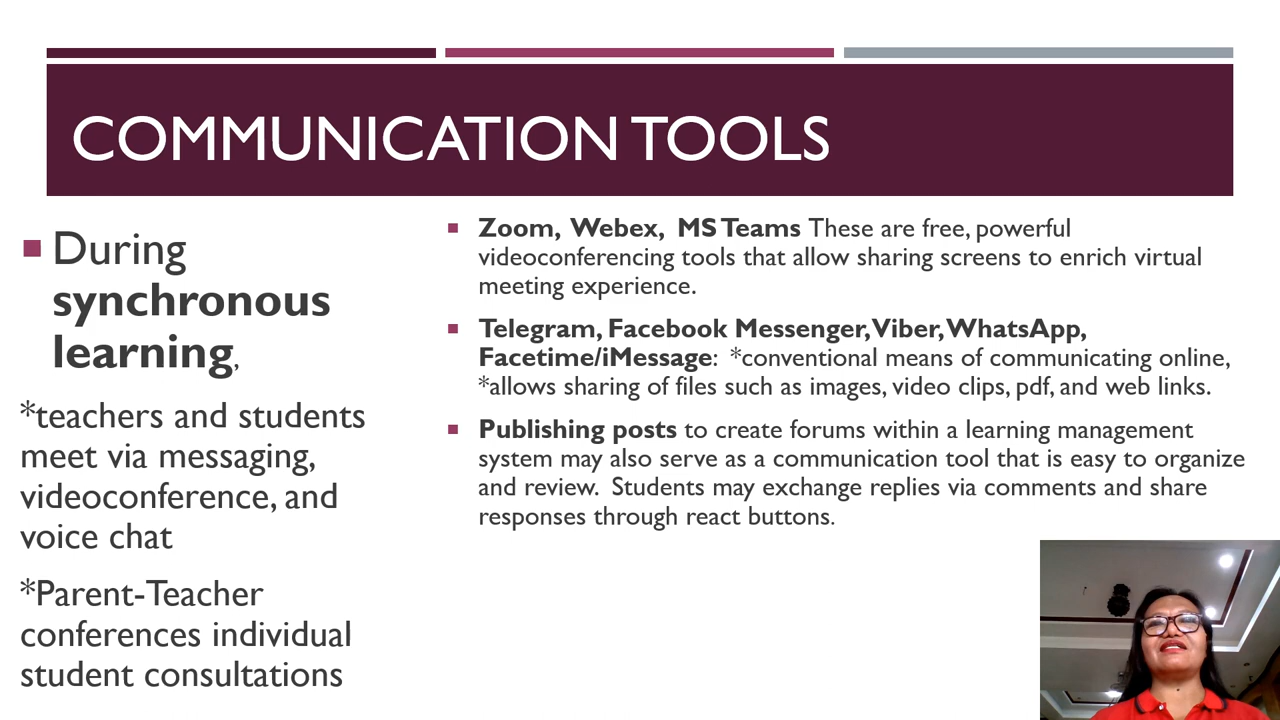 COMMUNICATION TOOLS
During
synchronous
learning,
*teachers and students
meet via messaging,
videoconference, and
voice chat
*Parent-Teacher
conferences individual
student consultations
Zoom, Webex, MS Teams These are free, powerful
videoconferencing tools that allow sharing screens to enrich virtual
meeting experience.
Telegram, Facebook Messenger, Viber, WhatsApp,
Facetime/iMessage: *conventional means of communicating online,
*allows sharing of files such as images, video clips, pdf, and web links.
Publishing posts to create forums within a learning management
system may also serve as a communication tool that is easy to organize
and review. Students may exchange replies via comments and share
responses through react buttons.